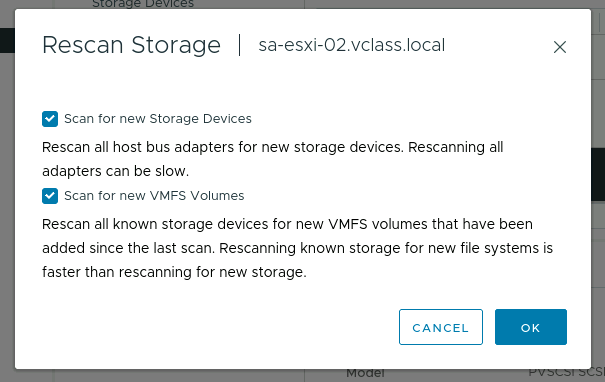 Storage Devices
Rescan Storage | sa-esxi-02.vclass.local
Scan for new Storage Devices
Rescan all host bus adapters for new storage devices. Rescanning all
adapters can be slow.
Scan for new VMFS Volumes
Rescan all known storage devices for new VMFS volumes that have been
added since the last scan. Rescanning known storage for new file systems is
faster than rescanning for new storage.
CANCEL OK
Model PVSCSI SCSI